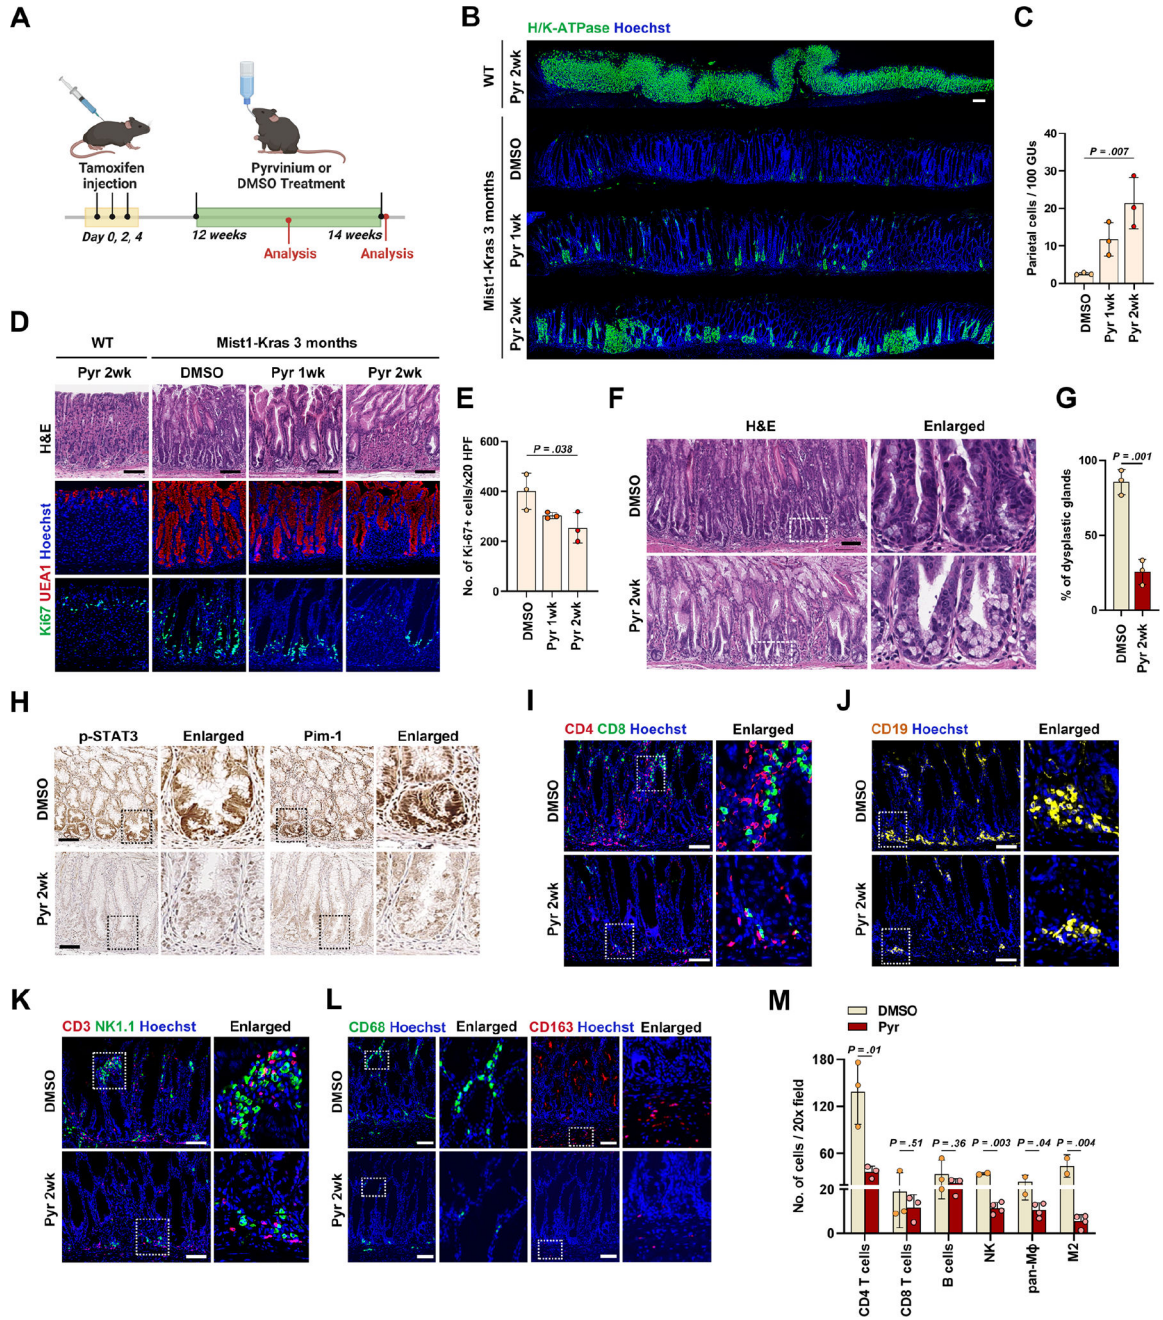 A
Tamoxifen
injection
Pyrvinium or
DMSO Treatment
Day 0, 2, 4
12 weeks
14 weeks
Analysis
Analysis
B
H/K-ATPase Hoechst
WT
Pyr 2wk
Mist1-Kras 3 months
DMSO
Pyr 1wk
Pyr 2wk
C
Parietal cells / 100 GUs
40
30
20
10
0
P = .007
DMSO
Pyr 1wk
Pyr 2wk
D
WT
Mist1-Kras 3 months
Pyr 2wk
DMSO
Pyr 1wk
Pyr 2wk
H&E
Ki67 UEA1 Hoechst
E
No. of Ki-67+ cells/x20 HPF
600
400
200
0
P = .038
DMSO
Pyr 1wk
Pyr 2wk
F
H&E
Enlarged
DMSO
Pyr 2wk
G
% of dysplastic glands
100
50
0
P = .001
DMSO
Pyr 2wk
H
p-STAT3
Enlarged
Pim-1
Enlarged
DMSO
Pyr 2wk
I
CD4 CD8 Hoechst
Enlarged
DMSO
Pyr 2wk
J
CD19 Hoechst
Enlarged
DMSO
Pyr 2wk
K
CD3 NK1.1 Hoechst
Enlarged
DMSO
Pyr 2wk
L
CD68 Hoechst
Enlarged
CD163 Hoechst
Enlarged
DMSO
Pyr 2wk
M
DMSO
Pyr
No. of cells / 20x field
180
120
60
20
0
P = .01
P = .51
P = .36
P = .003
P = .04
P = .004
CD4 T cells
CD8 T cells
B cells
NK
pan-Mϕ
M2